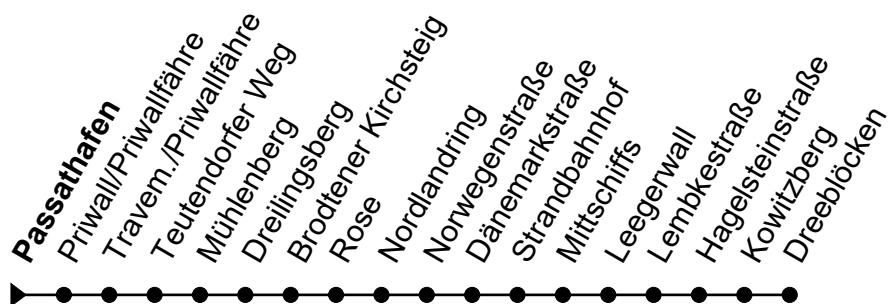 Passathafen
Priwall/Priwallfähre
Travem./Priwallfähre
Teutendorfer Weg
Mühlenberg
Dreilingsberg
Brodtener Kirchsteig
Rose
Nordlandring
Norwegenstraße
Dänemarkstraße
Strandbahnhof
Mittschiffs
Leegerwall
Lembkestraße
Hagelsteinstraße
Kowitzberg
Dreeblöcken